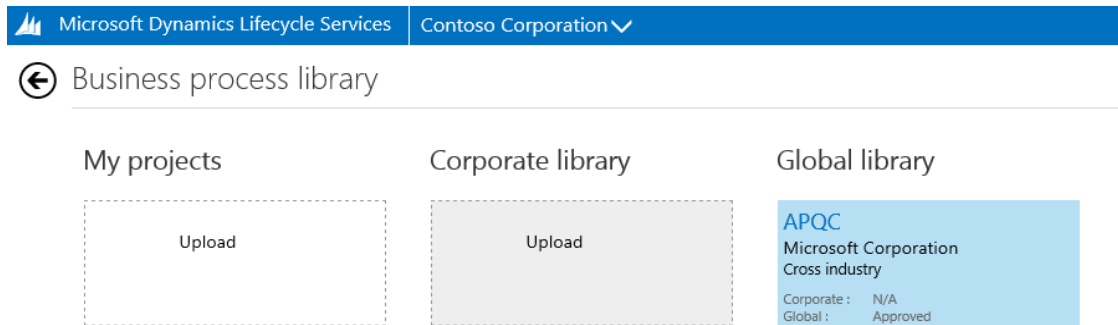 Microsoft Dynamics Lifecycle Services Contoso Corporation
Business process library
My projects
Upload
Corporate library
Upload
Global library
APQC
Microsoft Corporation
Cross industry
Corporate : N/A
Global : Approved